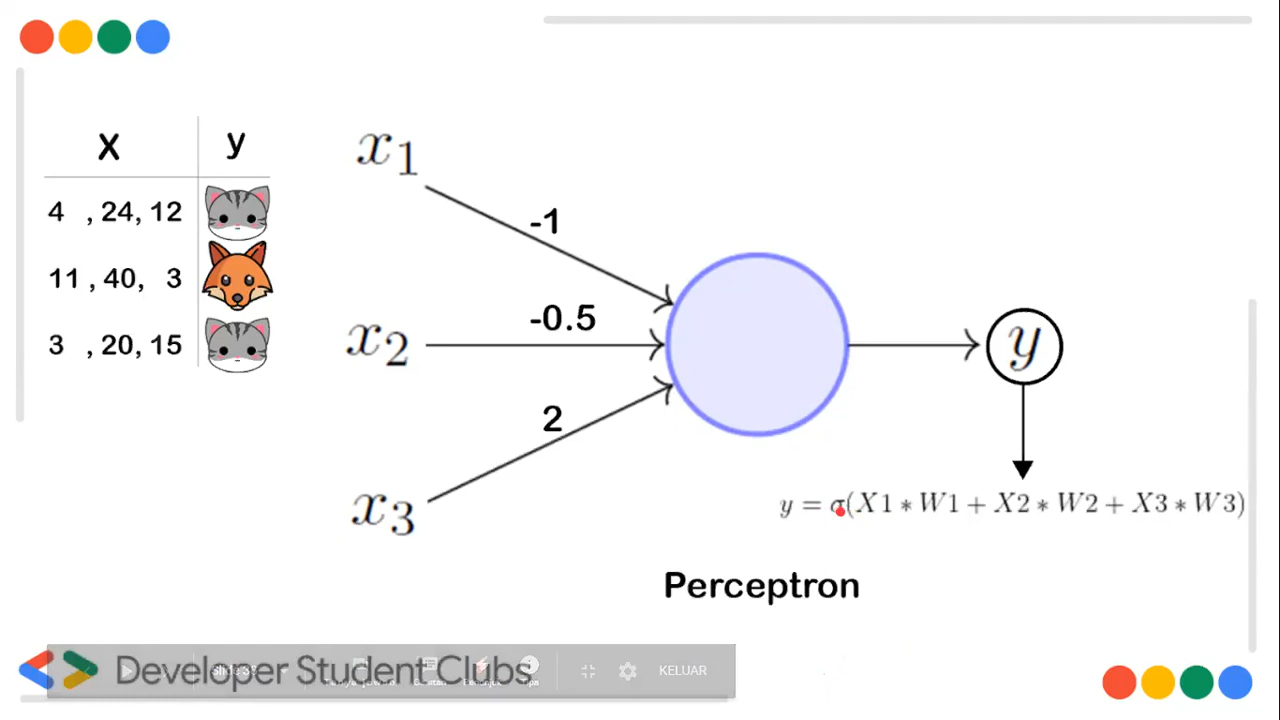 X y
4 , 24, 12
11 , 40, 3
3 , 20, 15
x1
-1
x2
-0.5
y
2
x3
y = σ(X1 * W1 + X2 * W2 + X3 * W3)
Perceptron
Developer Student Clubs
KELUAR